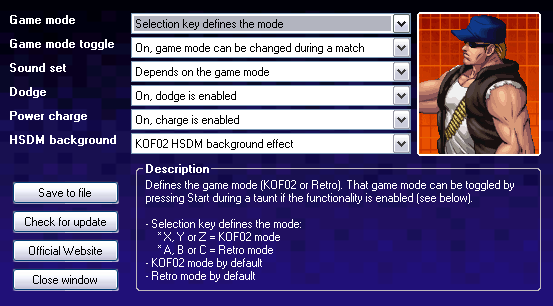 Game mode Selection key defines the mode
Game mode toggle On, game mode can be changed during a match
Sound set Depends on the game mode
Dodge On, dodge is enabled
Power charge On, charge is enabled
HSDM background KOF02 HSDM background effect
Save to file
Check for update
Official Website
Close window
Description
Defines the game mode (KOF02 or Retro). That game mode can be toggled by
pressing Start during a taunt if the functionality is enabled (see below).
- Selection key defines the mode:
* X, Y or Z = KOF02 mode
* A, B or C = Retro mode
- KOF02 mode by default
- Retro mode by default